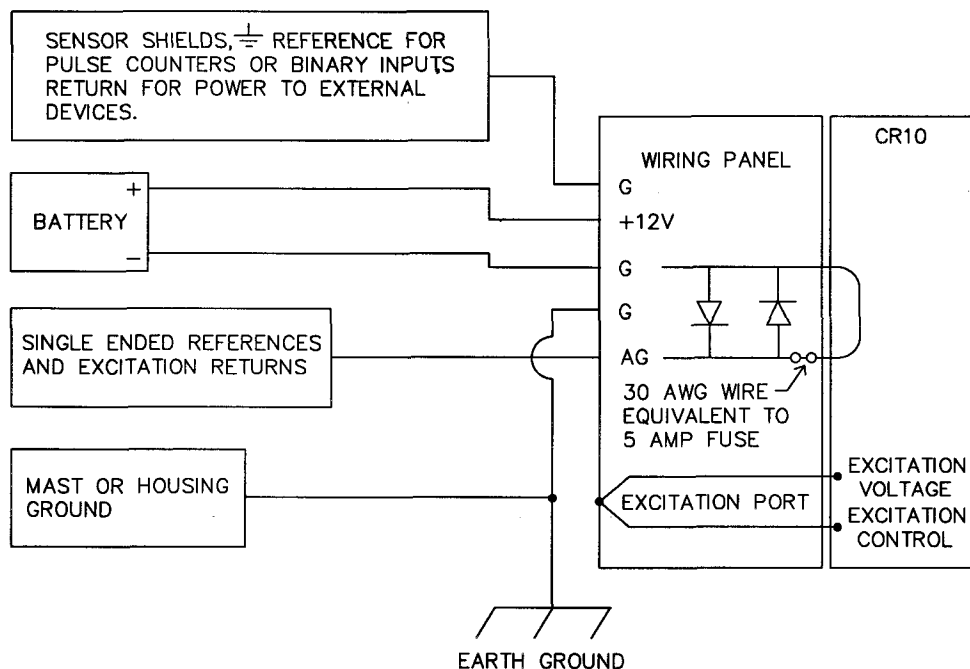 SENSOR SHIELDS, ⏚ REFERENCE FOR
PULSE COUNTERS OR BINARY INPUTS
RETURN FOR POWER TO EXTERNAL
DEVICES.
BATTERY
+
−
SINGLE ENDED REFERENCES
AND EXCITATION RETURNS
MAST OR HOUSING
GROUND
WIRING PANEL
G
+12V
G
G
AG
30 AWG WIRE
EQUIVALENT TO
5 AMP FUSE
EXCITATION PORT
CR10
EXCITATION
VOLTAGE
EXCITATION
CONTROL
EARTH GROUND